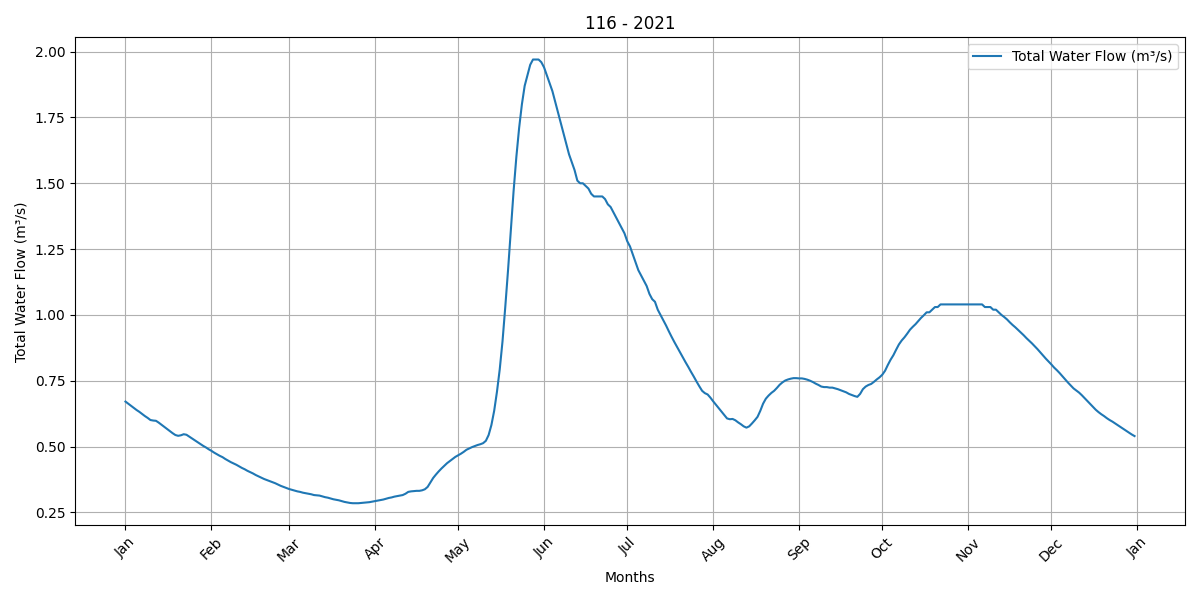 116 - 2021
Total Water Flow (m³/s)
Total Water Flow (m³/s)
2.00
1.75
1.50
1.25
1.00
0.75
0.50
0.25
Jan
Feb
Mar
Apr
May
Jun
Jul
Aug
Sep
Oct
Nov
Dec
Jan
Months